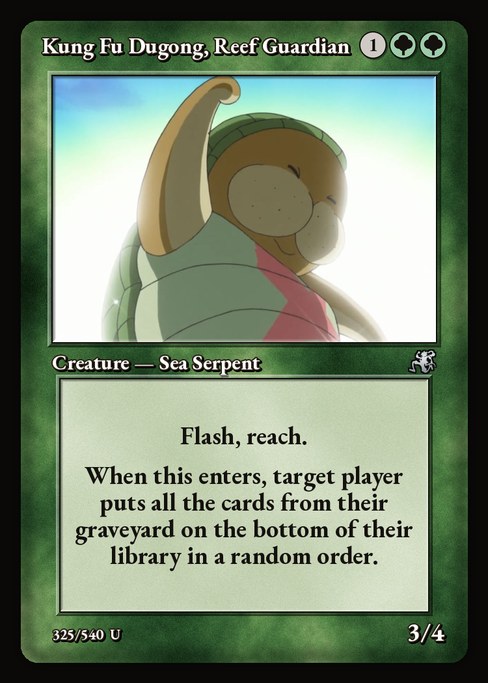 Kung Fu Dugong, Reef Guardian 1
Creature — Sea Serpent
Flash, reach.
When this enters, target player
puts all the cards from their
graveyard on the bottom of their
library in a random order.
325/540 U
3/4